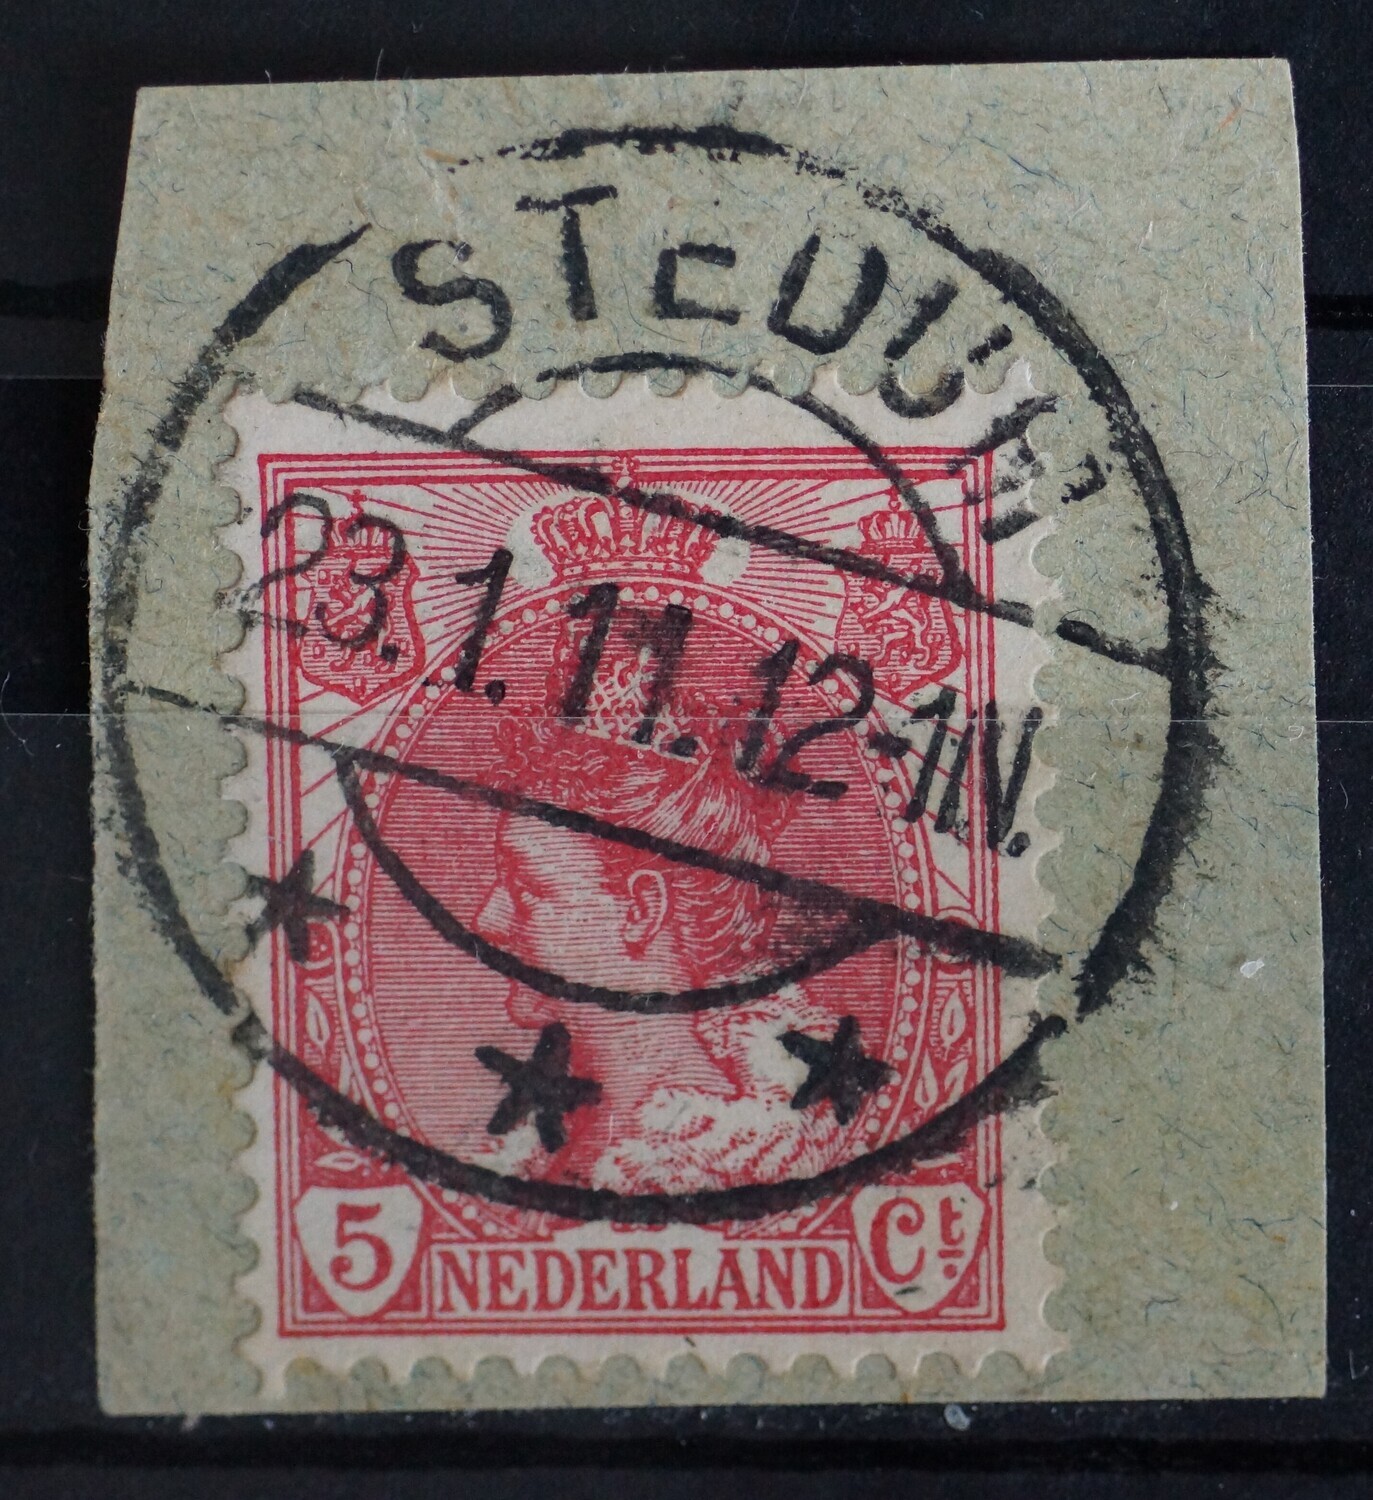 STEDUM
23.1.11.12-1N.
5 NEDERLAND Ct.